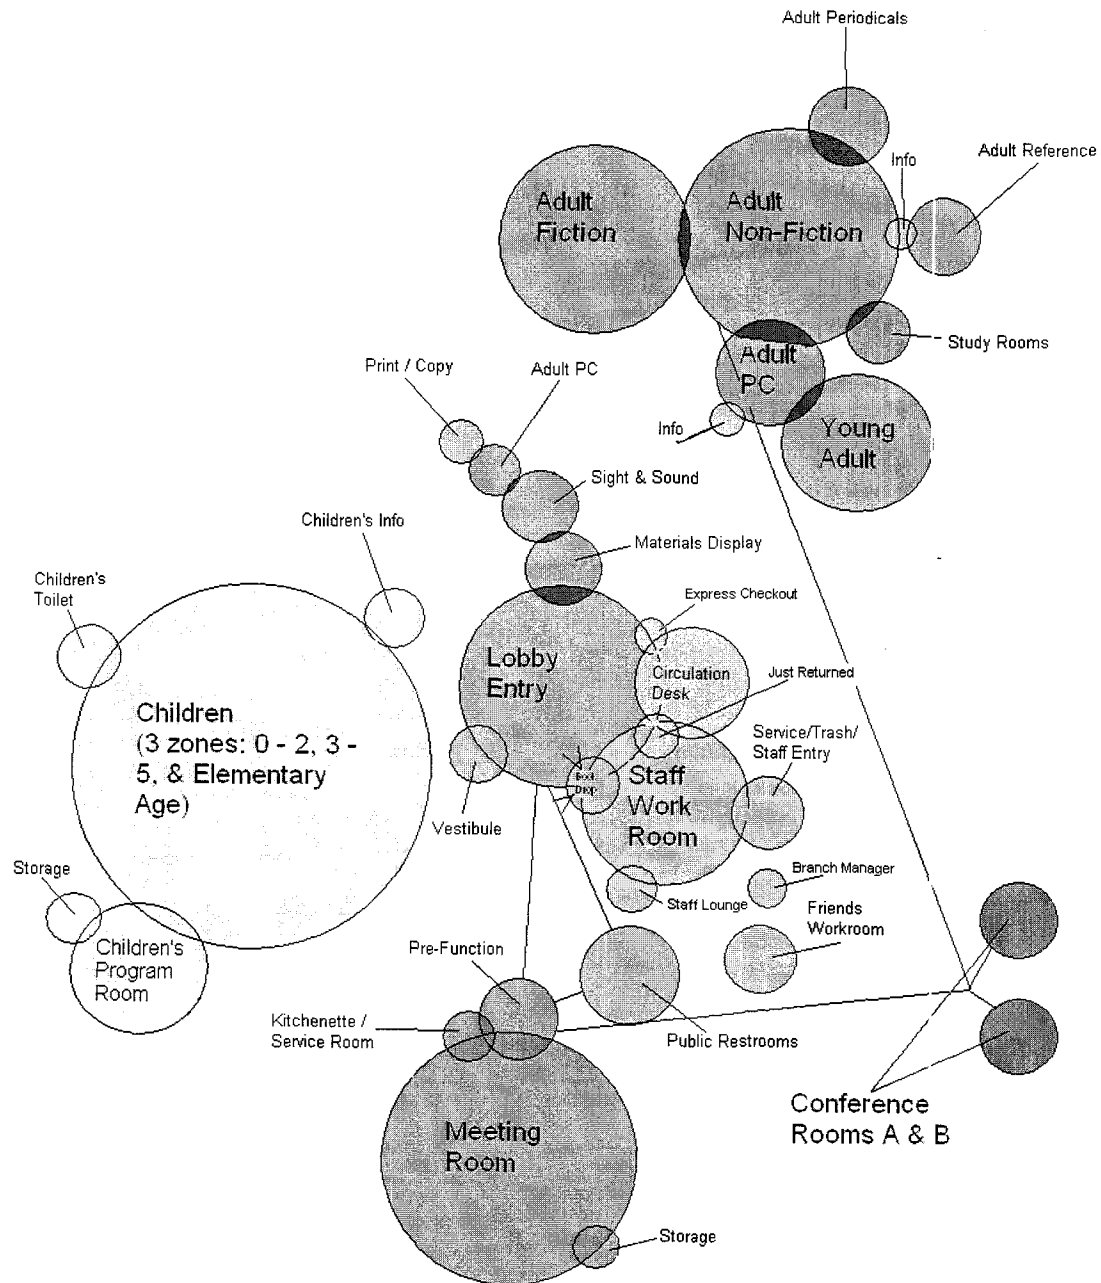 Adult Periodicals
Adult Reference
Info
Adult
Fiction
Adult
Non-Fiction
Study Rooms
Adult
PC
Print / Copy
Adult PC
Info
Young
Adult
Sight & Sound
Children's Info
Materials Display
Children's
Toilet
Express Checkout
Lobby
Entry
Circulation
Desk
Just Returned
Children
(3 zones: 0 - 2, 3 -
5, & Elementary
Age)
Service/Trash/
Staff Entry
Book
Drop
Staff
Work
Room
Vestibule
Storage
Branch Manager
Staff Lounge
Friends
Workroom
Children's
Program
Room
Pre-Function
Kitchenette /
Service Room
Public Restrooms
Conference
Rooms A & B
Meeting
Room
Storage